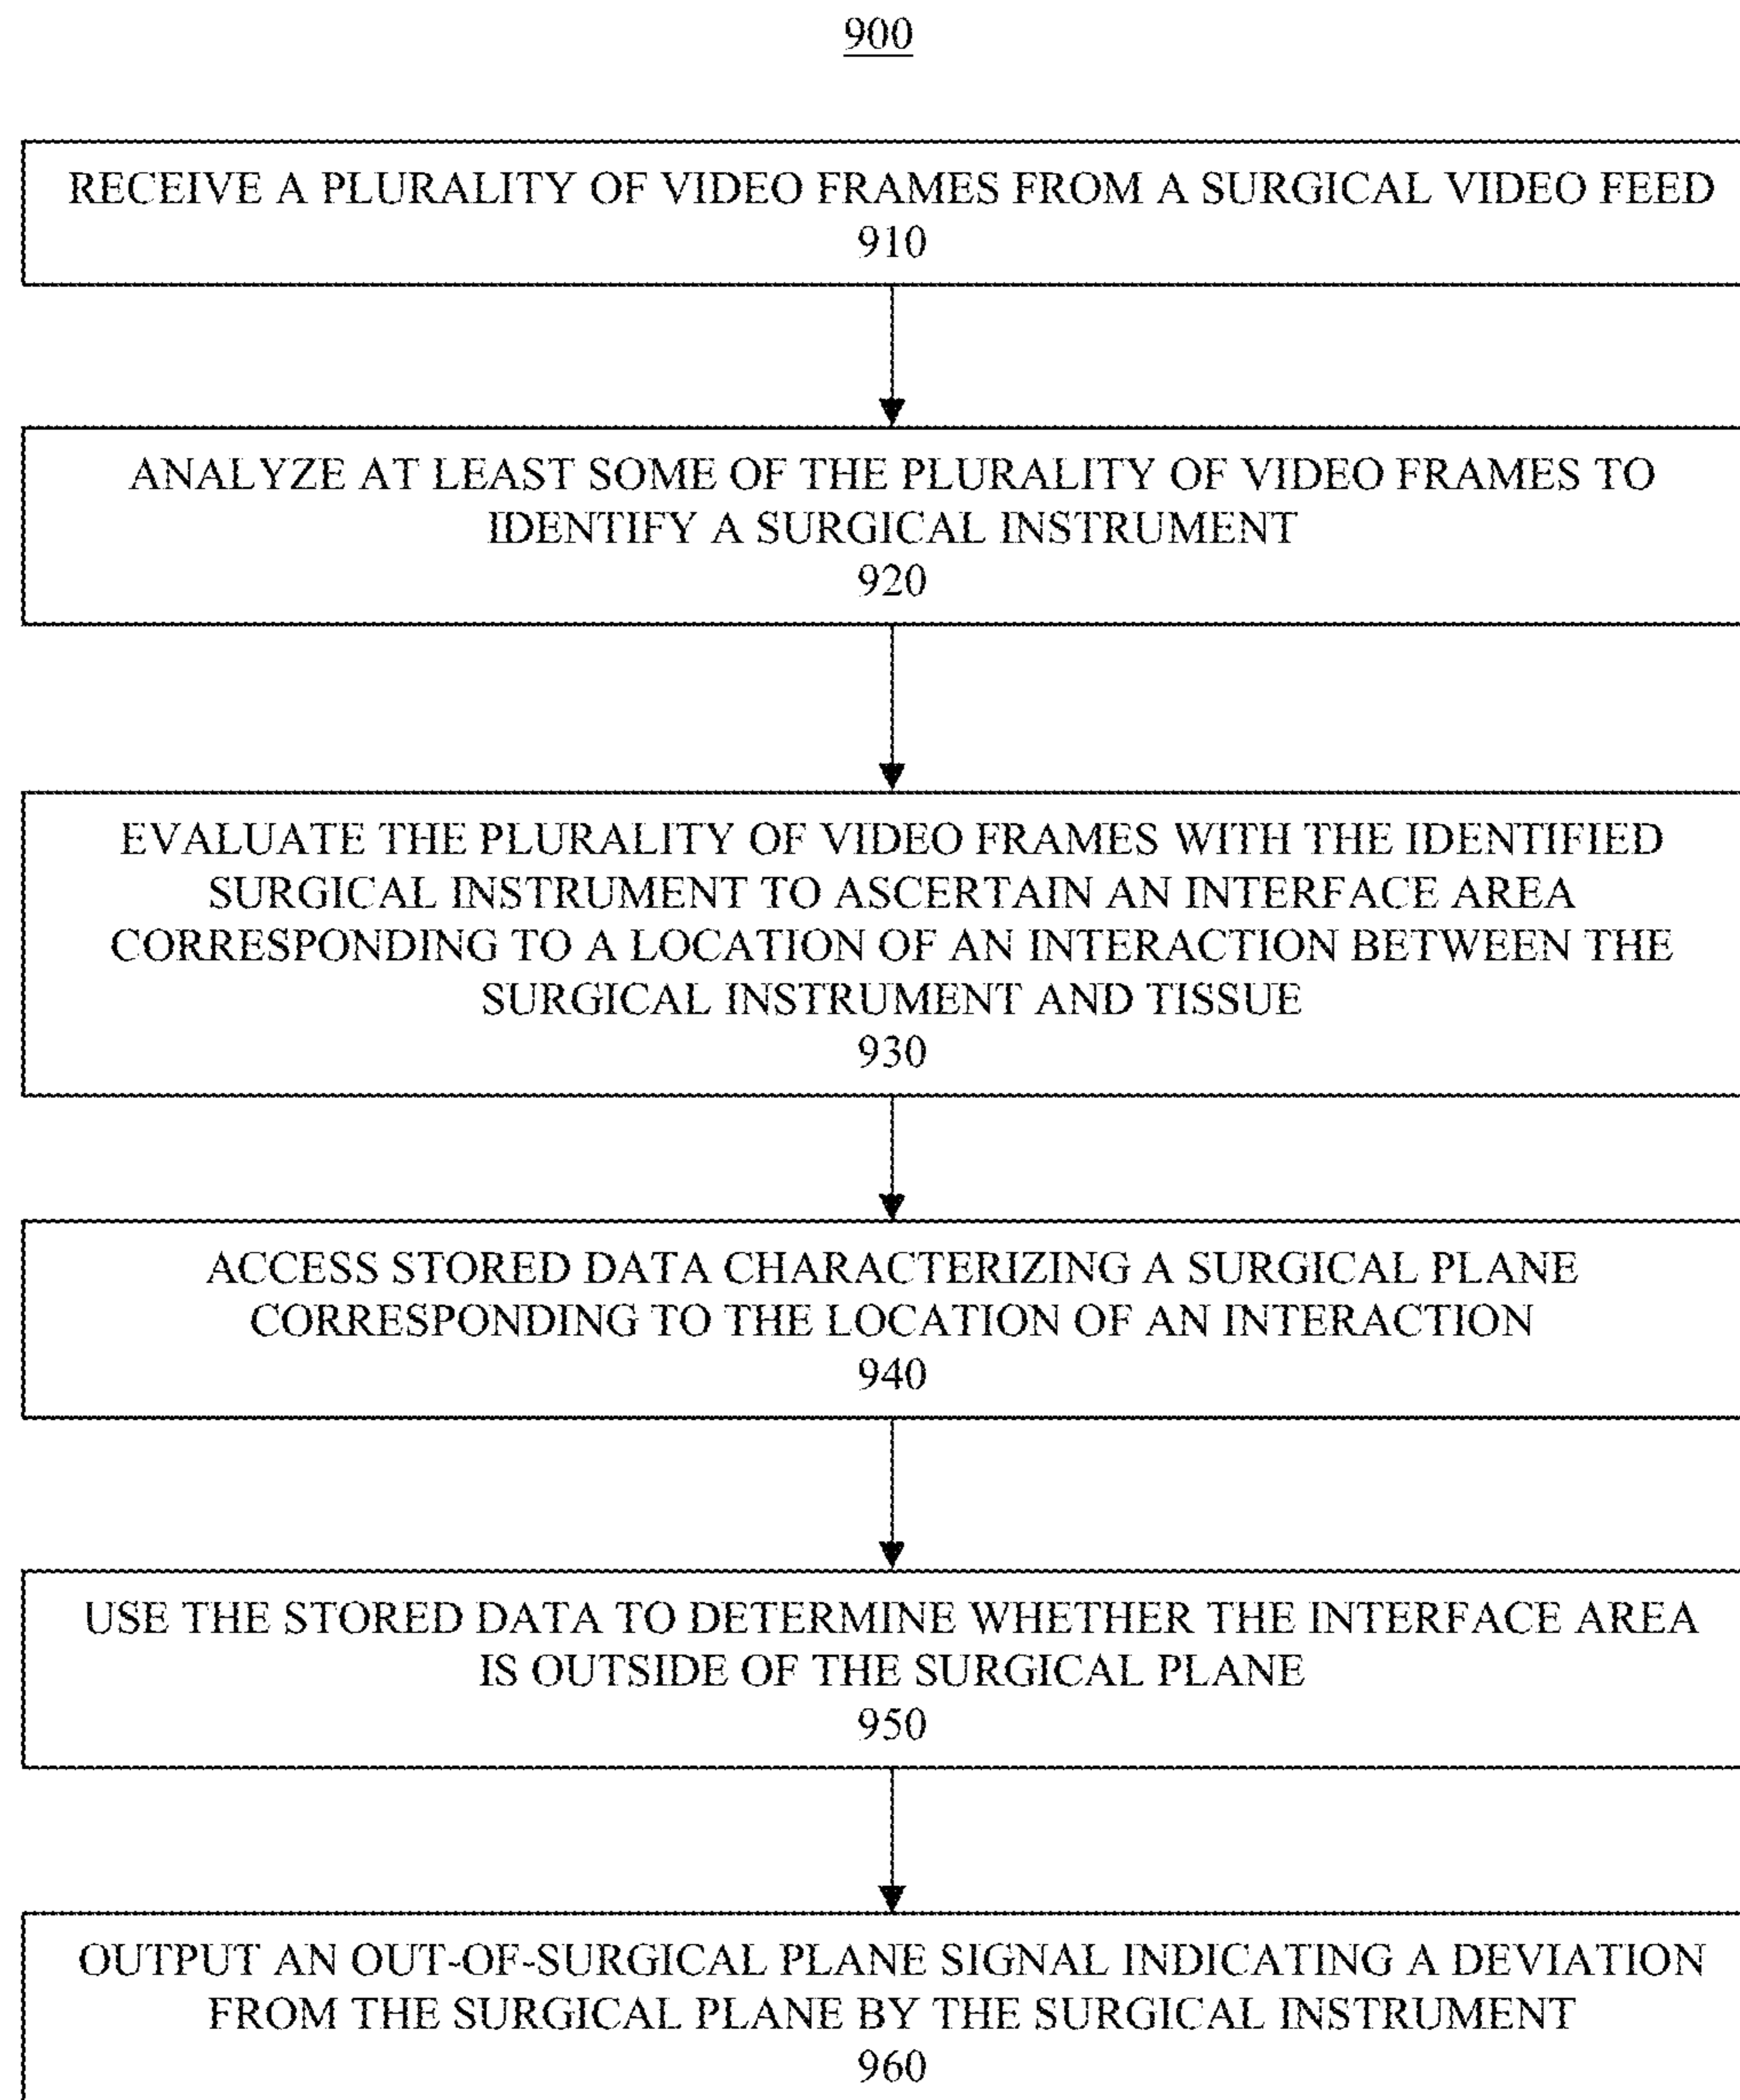 900
RECEIVE A PLURALITY OF VIDEO FRAMES FROM A SURGICAL VIDEO FEED
910
ANALYZE AT LEAST SOME OF THE PLURALITY OF VIDEO FRAMES TO
IDENTIFY A SURGICAL INSTRUMENT
920
EVALUATE THE PLURALITY OF VIDEO FRAMES WITH THE IDENTIFIED
SURGICAL INSTRUMENT TO ASCERTAIN AN INTERFACE AREA
CORRESPONDING TO A LOCATION OF AN INTERACTION BETWEEN THE
SURGICAL INSTRUMENT AND TISSUE
930
ACCESS STORED DATA CHARACTERIZING A SURGICAL PLANE
CORRESPONDING TO THE LOCATION OF AN INTERACTION
940
USE THE STORED DATA TO DETERMINE WHETHER THE INTERFACE AREA
IS OUTSIDE OF THE SURGICAL PLANE
950
OUTPUT AN OUT-OF-SURGICAL PLANE SIGNAL INDICATING A DEVIATION
FROM THE SURGICAL PLANE BY THE SURGICAL INSTRUMENT
960